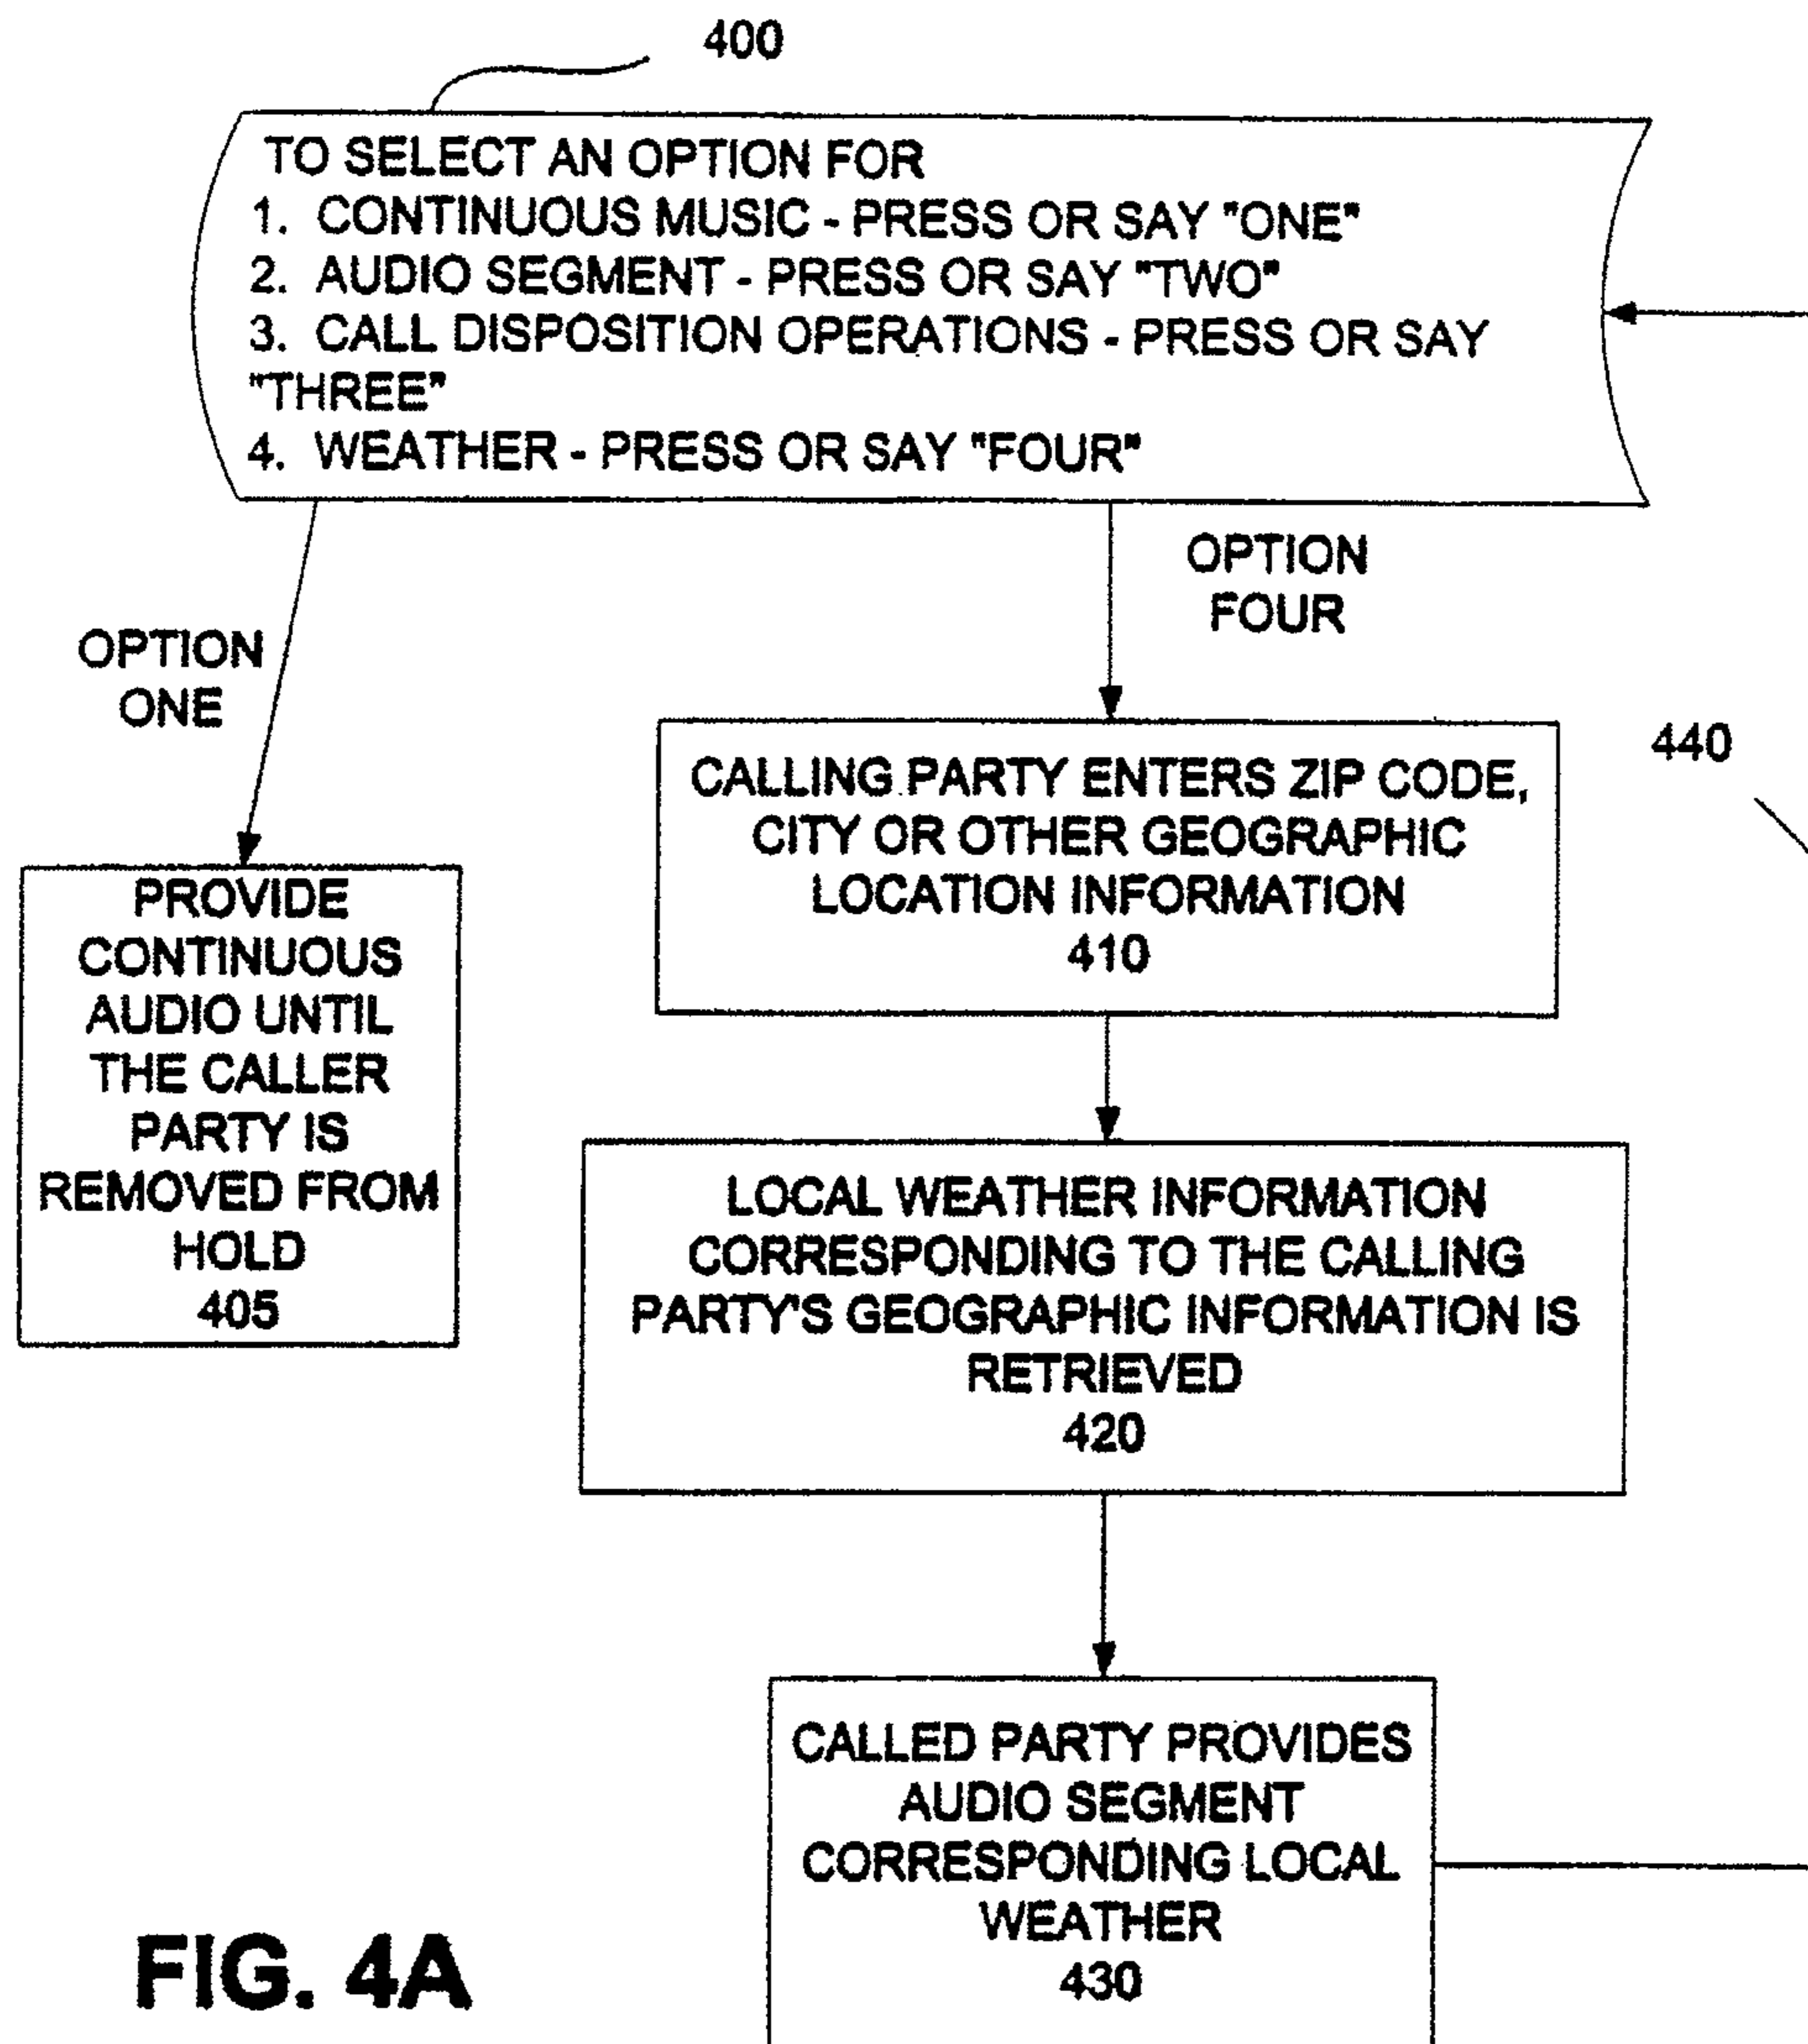 400
TO SELECT AN OPTION FOR
1. CONTINUOUS MUSIC - PRESS OR SAY "ONE"
2. AUDIO SEGMENT - PRESS OR SAY "TWO"
3. CALL DISPOSITION OPERATIONS - PRESS OR SAY
"THREE"
4. WEATHER - PRESS OR SAY "FOUR"
OPTION
ONE
OPTION
FOUR
PROVIDE
CONTINUOUS
AUDIO UNTIL
THE CALLER
PARTY IS
REMOVED FROM
HOLD
405
CALLING PARTY ENTERS ZIP CODE,
CITY OR OTHER GEOGRAPHIC
LOCATION INFORMATION
410
440
LOCAL WEATHER INFORMATION
CORRESPONDING TO THE CALLING
PARTY'S GEOGRAPHIC INFORMATION IS
RETRIEVED
420
CALLED PARTY PROVIDES
AUDIO SEGMENT
CORRESPONDING LOCAL
WEATHER
430
FIG. 4A